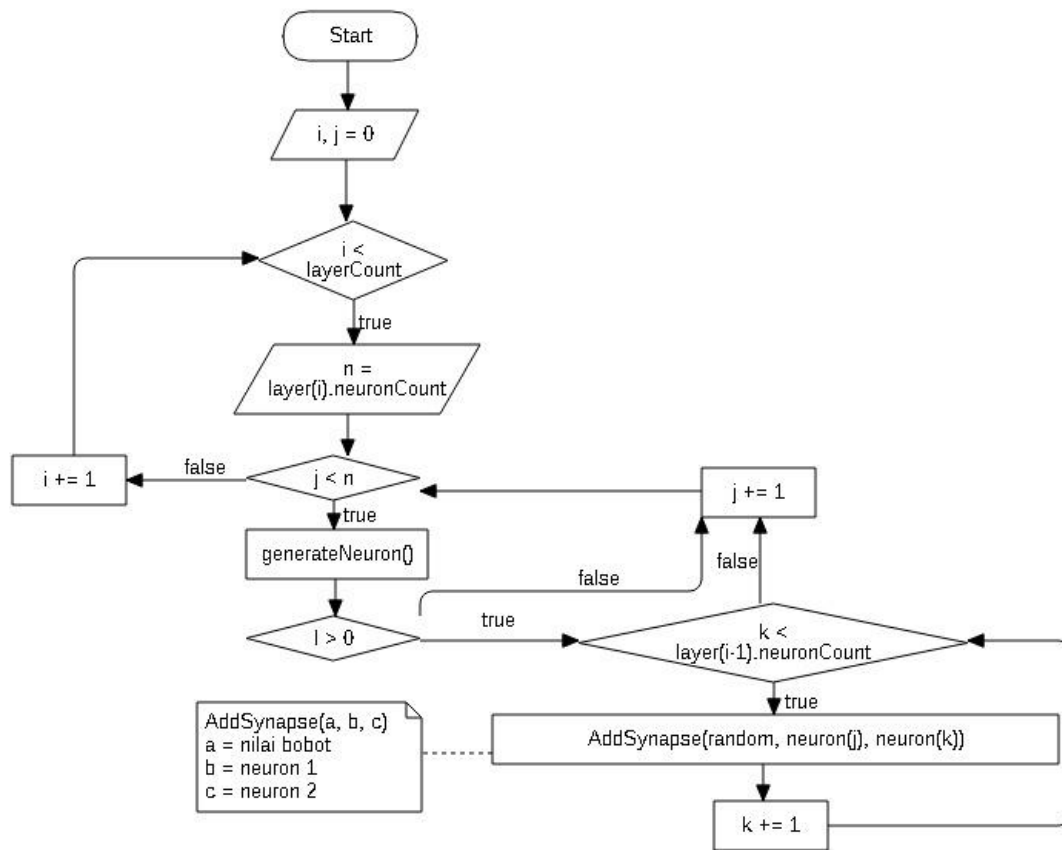 Start
i, j = 0
i <
layerCount
true
n =
layer(i).neuronCount
i += 1
false
j < n
j += 1
true
generateNeuron()
false
false
I > 0
true
k <
layer(i-1).neuronCount
true
AddSynapse(a, b, c)
a = nilai bobot
b = neuron 1
c = neuron 2
AddSynapse(random, neuron(j), neuron(k))
k += 1